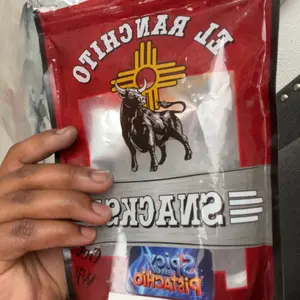 EL RANCHITO
SNACKS
SPICY
PISTACHIO